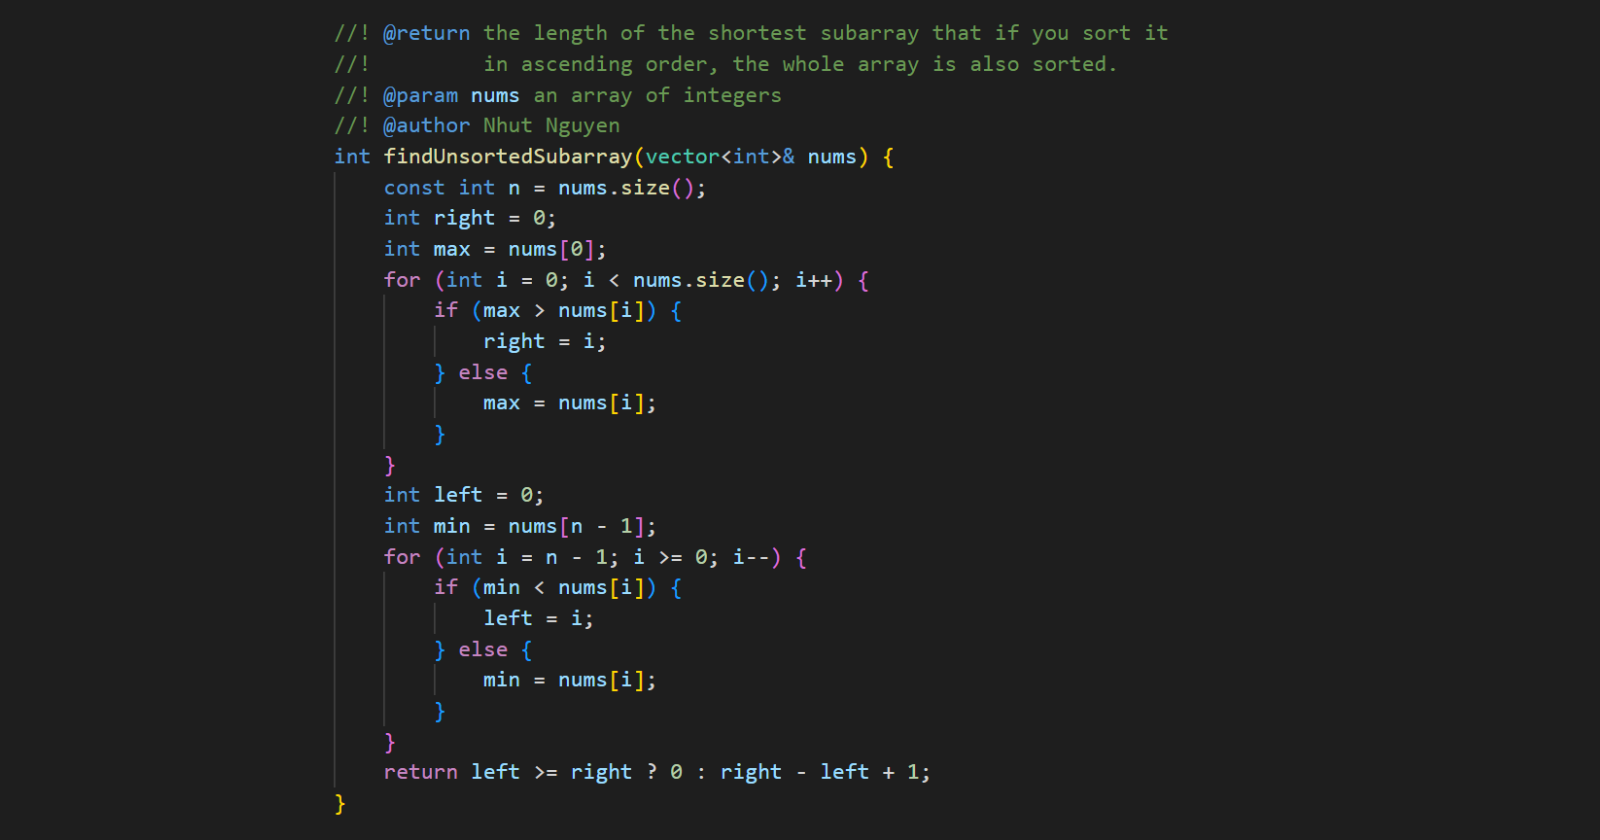 //! @return the length of the shortest subarray that if you sort it
//!         in ascending order, the whole array is also sorted.
//! @param nums an array of integers
//! @author Nhut Nguyen
int findUnsortedSubarray(vector<int>& nums) {
    const int n = nums.size();
    int right = 0;
    int max = nums[0];
    for (int i = 0; i < nums.size(); i++) {
        if (max > nums[i]) {
            right = i;
        } else {
            max = nums[i];
        }
    }
    int left = 0;
    int min = nums[n - 1];
    for (int i = n - 1; i >= 0; i--) {
        if (min < nums[i]) {
            left = i;
        } else {
            min = nums[i];
        }
    }
    return left >= right ? 0 : right - left + 1;
}